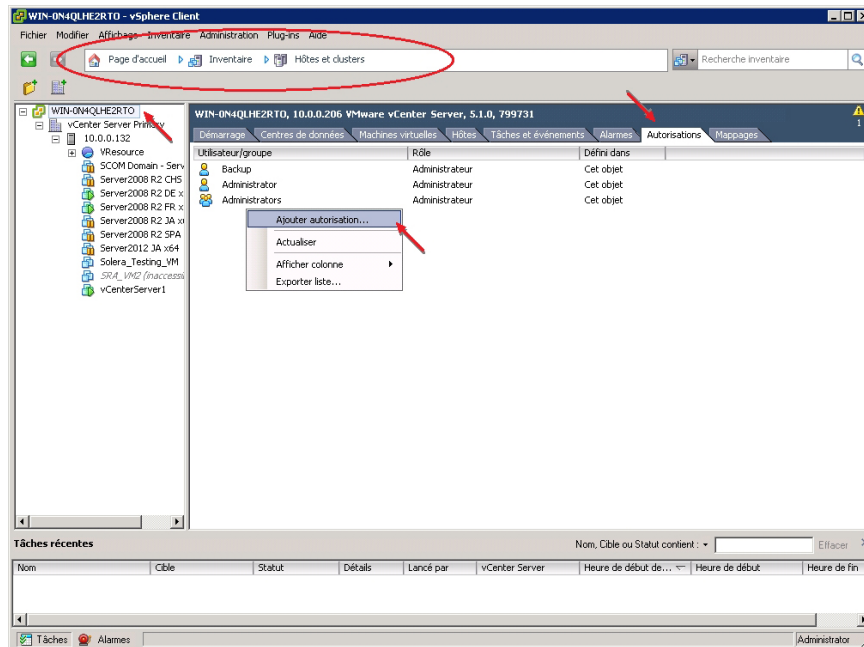 WIN-0N4QLHE2RTO - vSphere Client
Fichier Modifier Affichage Inventaire Administration Plug-ins Aide
Page d'accueil Inventaire Hôtes et clusters
Recherche inventaire
WIN-0N4QLHE2RTO
vCenter Server Primary
10.0.0.132
VResource
SCOM Domain - Serv
Server2008 R2 CHS
Server2008 R2 DE x
Server2008 R2 FR x
Server2008 R2 JA x
Server2008 R2 SPA
Server2012 JA x64
Solera_Testing_VM
SRA_VM2 (inaccessi
vCenterServer1
WIN-0N4QLHE2RTO, 10.0.0.206 VMware vCenter Server, 5.1.0, 799731
1
Démarrage Centres de données Machines virtuelles Hôtes Tâches et événements Alarmes Autorisations Mappages
Utilisateur/groupe Rôle Défini dans
Backup Administrateur Cet objet
Administrator Administrateur Cet objet
Administrators Administrateur Cet objet
Ajouter autorisation...
Actualiser
Afficher colonne
Exporter liste...
Tâches récentes
Nom, Cible ou Statut contient :
Effacer
Nom Cible Statut Détails Lancé par vCenter Server Heure de début de... Heure de début Heure de fin
Tâches Alarmes
Administrator